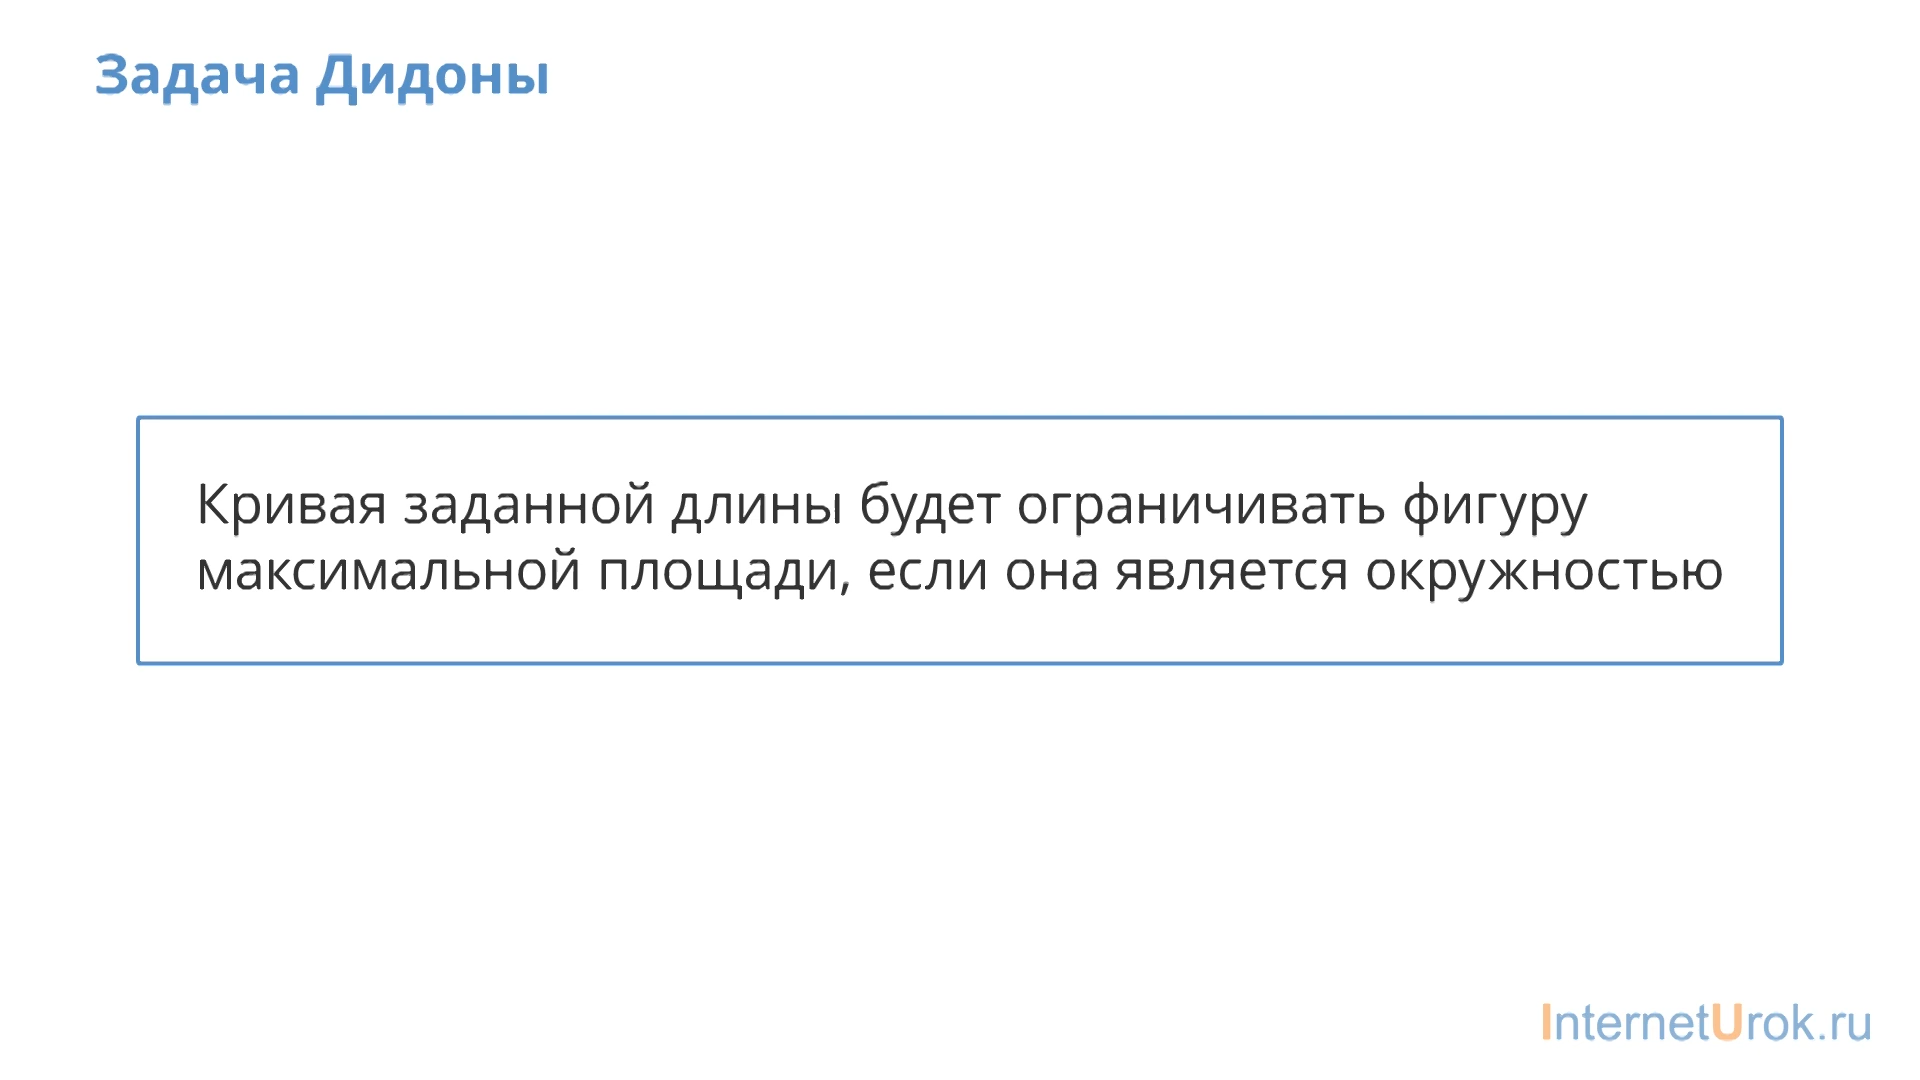 Задача Дидоны
Кривая заданной длины будет ограничивать фигуру
максимальной площади, если она является окружностью
InternetUrok.ru